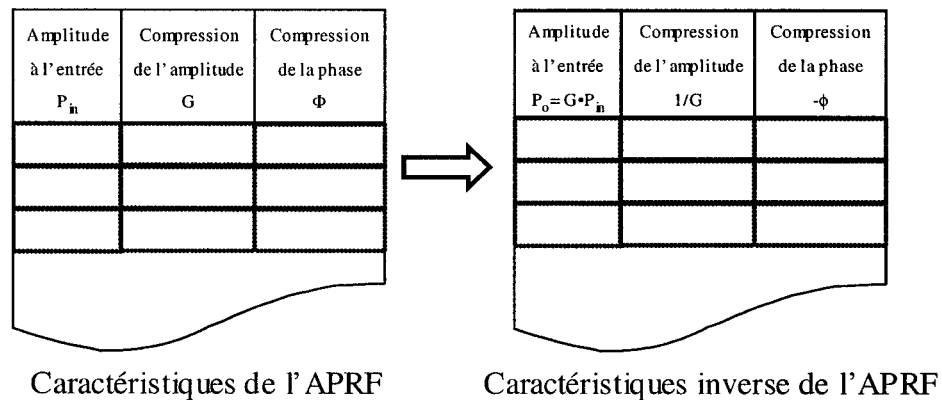 Amplitude
à l'entrée
P_in
Compression
de l'amplitude
G
Compression
de la phase
Φ
Amplitude
à l'entrée
P_o=G•P_in
Compression
de l'amplitude
1/G
Compression
de la phase
-ϕ
Caractéristiques de l'APRF
Caractéristiques inverse de l'APRF